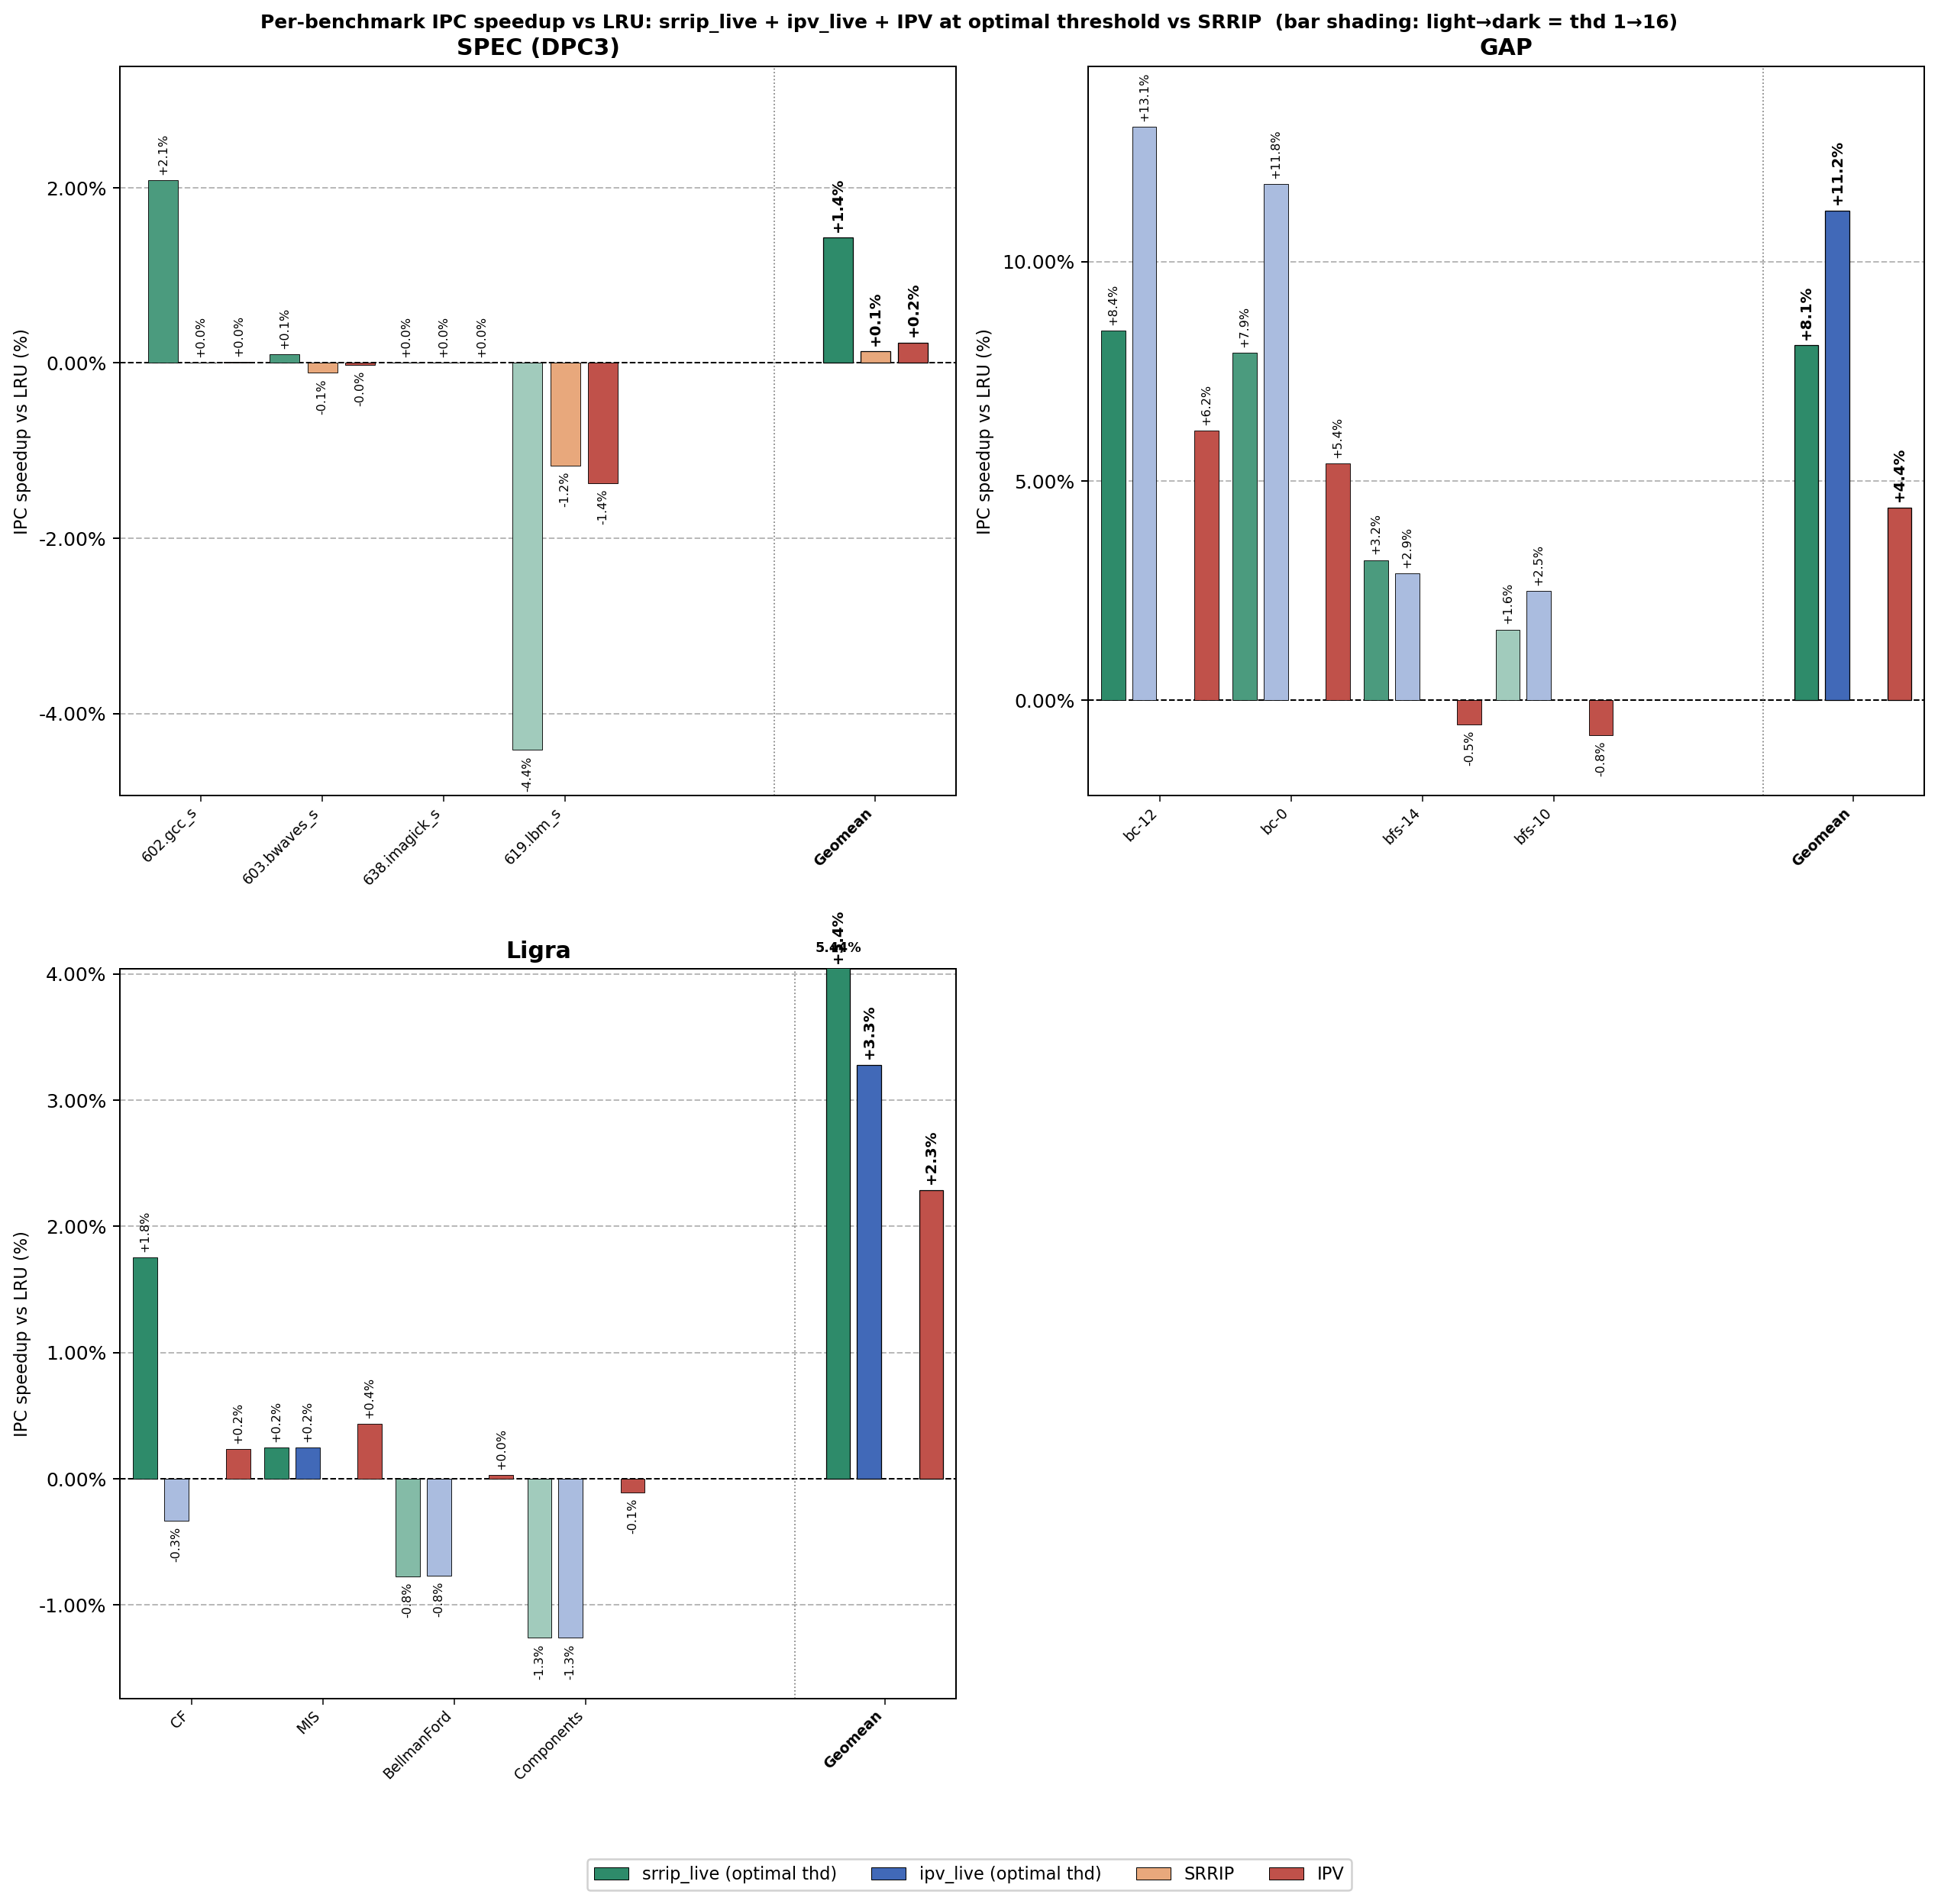 Per-benchmark IPC speedup vs LRU: srrip_live + ipv_live + IPV at optimal threshold vs SRRIP  (bar shading: light→dark = thd 1→16)
SPEC (DPC3)
IPC speedup vs LRU (%)
2.00%
0.00%
-2.00%
-4.00%
+2.1%
+0.0%
+0.0%
+0.1%
-0.1%
-0.0%
+0.0%
+0.0%
+0.0%
-4.4%
-1.2%
-1.4%
+1.4%
+0.1%
+0.2%
602.gcc_s
603.bwaves_s
638.imagick_s
619.lbm_s
Geomean
GAP
IPC speedup vs LRU (%)
10.00%
5.00%
0.00%
+8.4%
+13.1%
+6.2%
+7.9%
+11.8%
+5.4%
+3.2%
+2.9%
-0.5%
+1.6%
+2.5%
-0.8%
+8.1%
+11.2%
+4.4%
bc-12
bc-0
bfs-14
bfs-10
Geomean
Ligra
IPC speedup vs LRU (%)
4.00%
3.00%
2.00%
1.00%
0.00%
-1.00%
+1.8%
-0.3%
+0.2%
+0.2%
+0.2%
+0.4%
-0.8%
-0.8%
+0.0%
-1.3%
-1.3%
-0.1%
+5.4%
5.44%
+3.3%
+2.3%
CF
MIS
BellmanFord
Components
Geomean
srrip_live (optimal thd)
ipv_live (optimal thd)
SRRIP
IPV